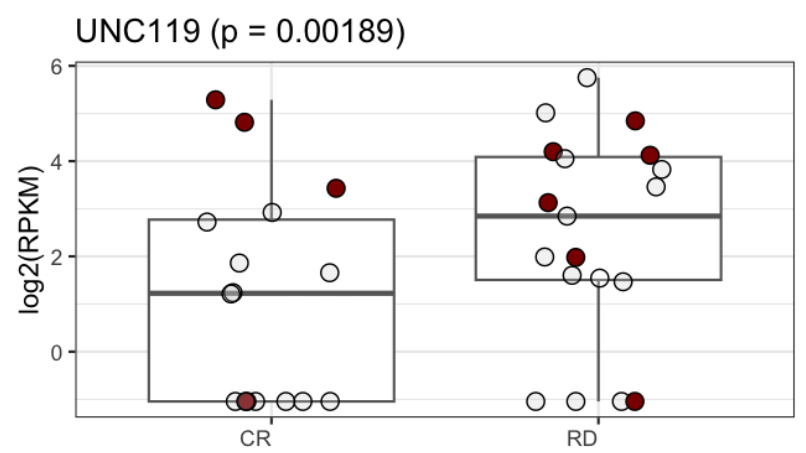 UNC119 (p = 0.00189)
6
4
2
0
log2(RPKM)
CR
RD